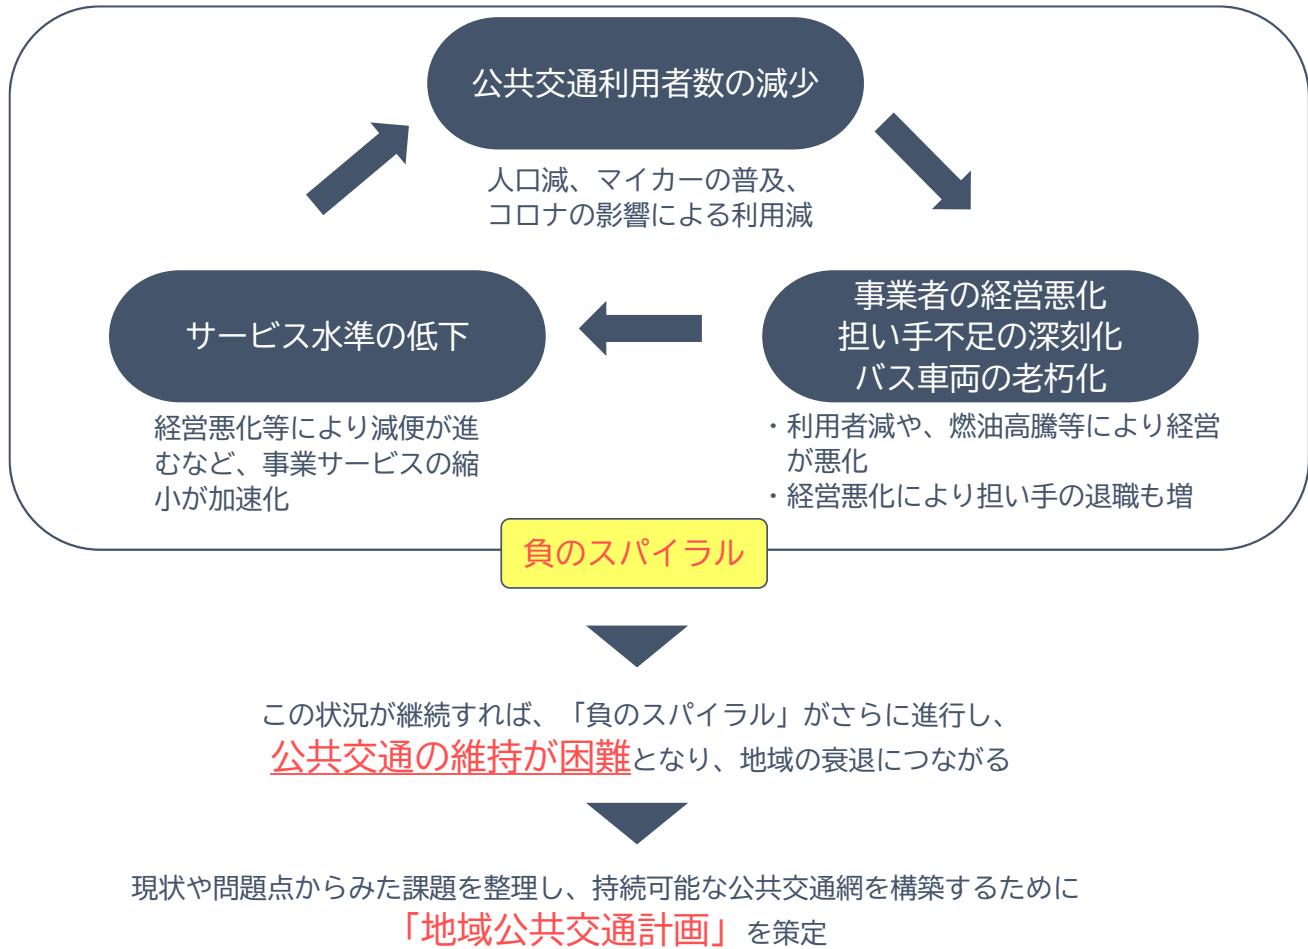 公共交通利用者数の減少
人口減、マイカーの普及、
コロナの影響による利用減
事業者の経営悪化
担い手不足の深刻化
バス車両の老朽化
・利用者減や、燃油高騰等により経営
が悪化
・経営悪化により担い手の退職も増
サービス水準の低下
経営悪化等により減便が進
むなど、事業サービスの縮
小が加速化
負のスパイラル
この状況が継続すれば、「負のスパイラル」がさらに進行し、
公共交通の維持が困難となり、地域の衰退につながる
現状や問題点からみた課題を整理し、持続可能な公共交通網を構築するために
「地域公共交通計画」を策定